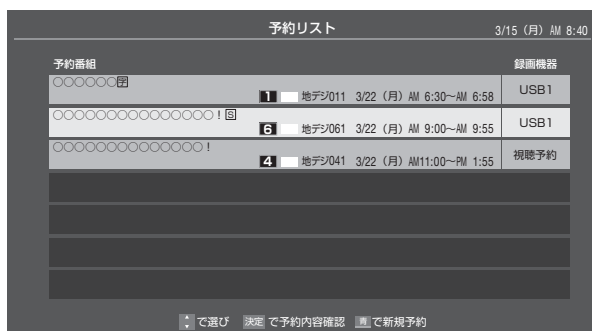 予約リスト 3/15（月）AM 8:40
予約番組 録画機器
○○○○○○字
1 地デジ011 3/22（月）AM 6:30～AM 6:58 USB1
○○○○○○○○○○○○○○○！S
6 地デジ061 3/22（月）AM 9:00～AM 9:55 USB1
○○○○○○○○○○○○○○！
4 地デジ041 3/22（月）AM11:00～PM 1:55 視聴予約
で選び 決定 で予約内容確認 青 で新規予約